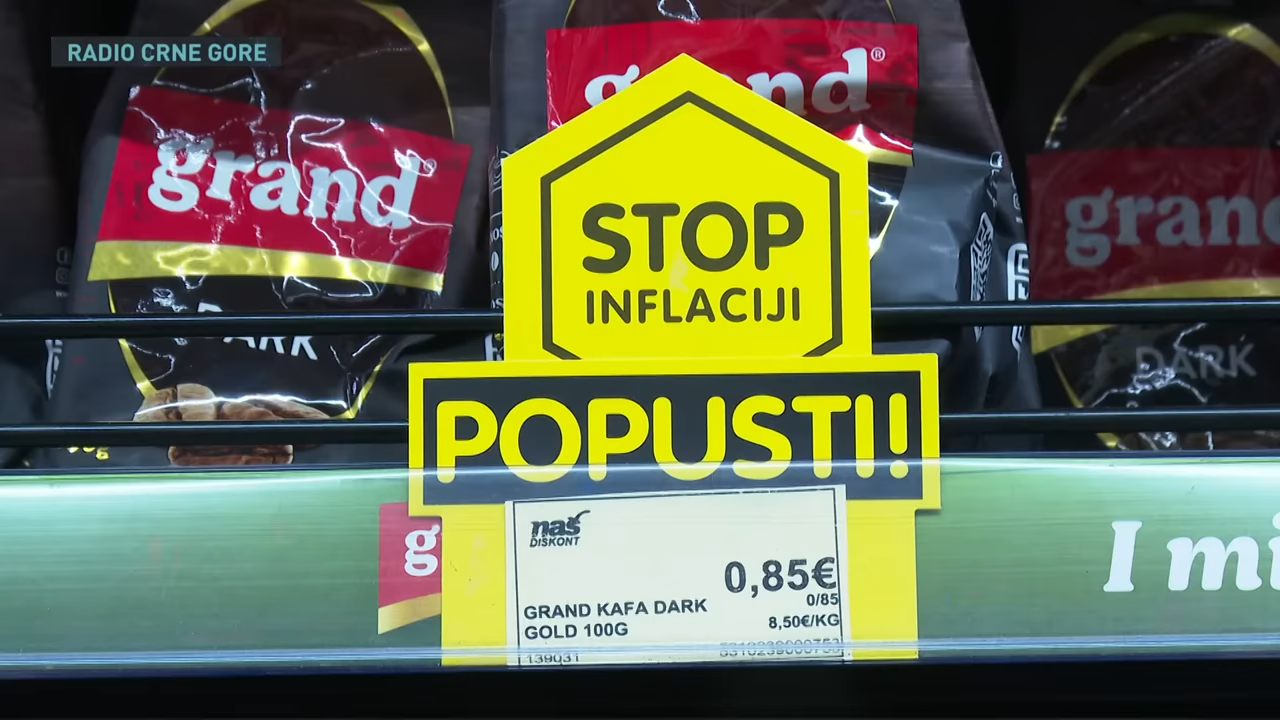 RADIO CRNE GORE
grand
DARK
grand®
grand
DARK
STOP
INFLACIJI
POPUSTI!
naš
DISKONT
0,85€
0/85
GRAND KAFA DARK
GOLD 100G
8,50€/KG
139031
I mi